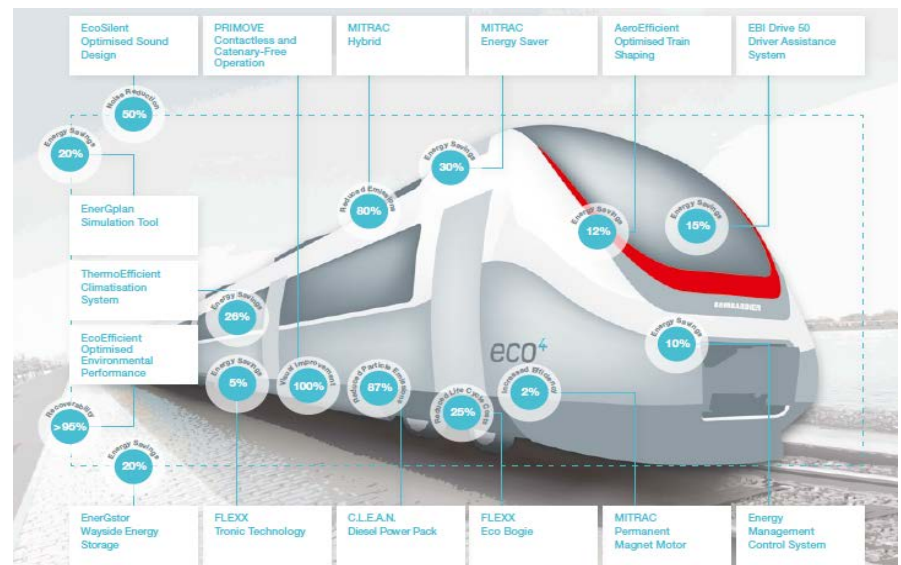 EcoSilent
Optimised Sound
Design
PRIMOVE
Contactless and
Catenary-Free
Operation
MITRAC
Hybrid
MITRAC
Energy Saver
AeroEfficient
Optimised Train
Shaping
EBI Drive 50
Driver Assistance
System
Noise Reduction
50%
Energy Savings
20%
Energy Savings
30%
Reduced Emissions
80%
Energy Savings
12%
Energy Savings
15%
EnerGplan
Simulation Tool
ThermoEfficient
Climatisation
System
Energy Savings
26%
BOMBARDIER
EcoEfficient
Optimised
Environmental
Performance
eco4
Energy Savings
10%
Energy Savings
5%
Visual Improvement
100%
Reduced Particle Emissions
87%
Reduced Life Cycle Costs
25%
Increased Efficiency
2%
Recoverability
>95%
Energy Savings
20%
EnerGstor
Wayside Energy
Storage
FLEXX
Tronic Technology
C.L.E.A.N.
Diesel Power Pack
FLEXX
Eco Bogie
MITRAC
Permanent
Magnet Motor
Energy
Management
Control System